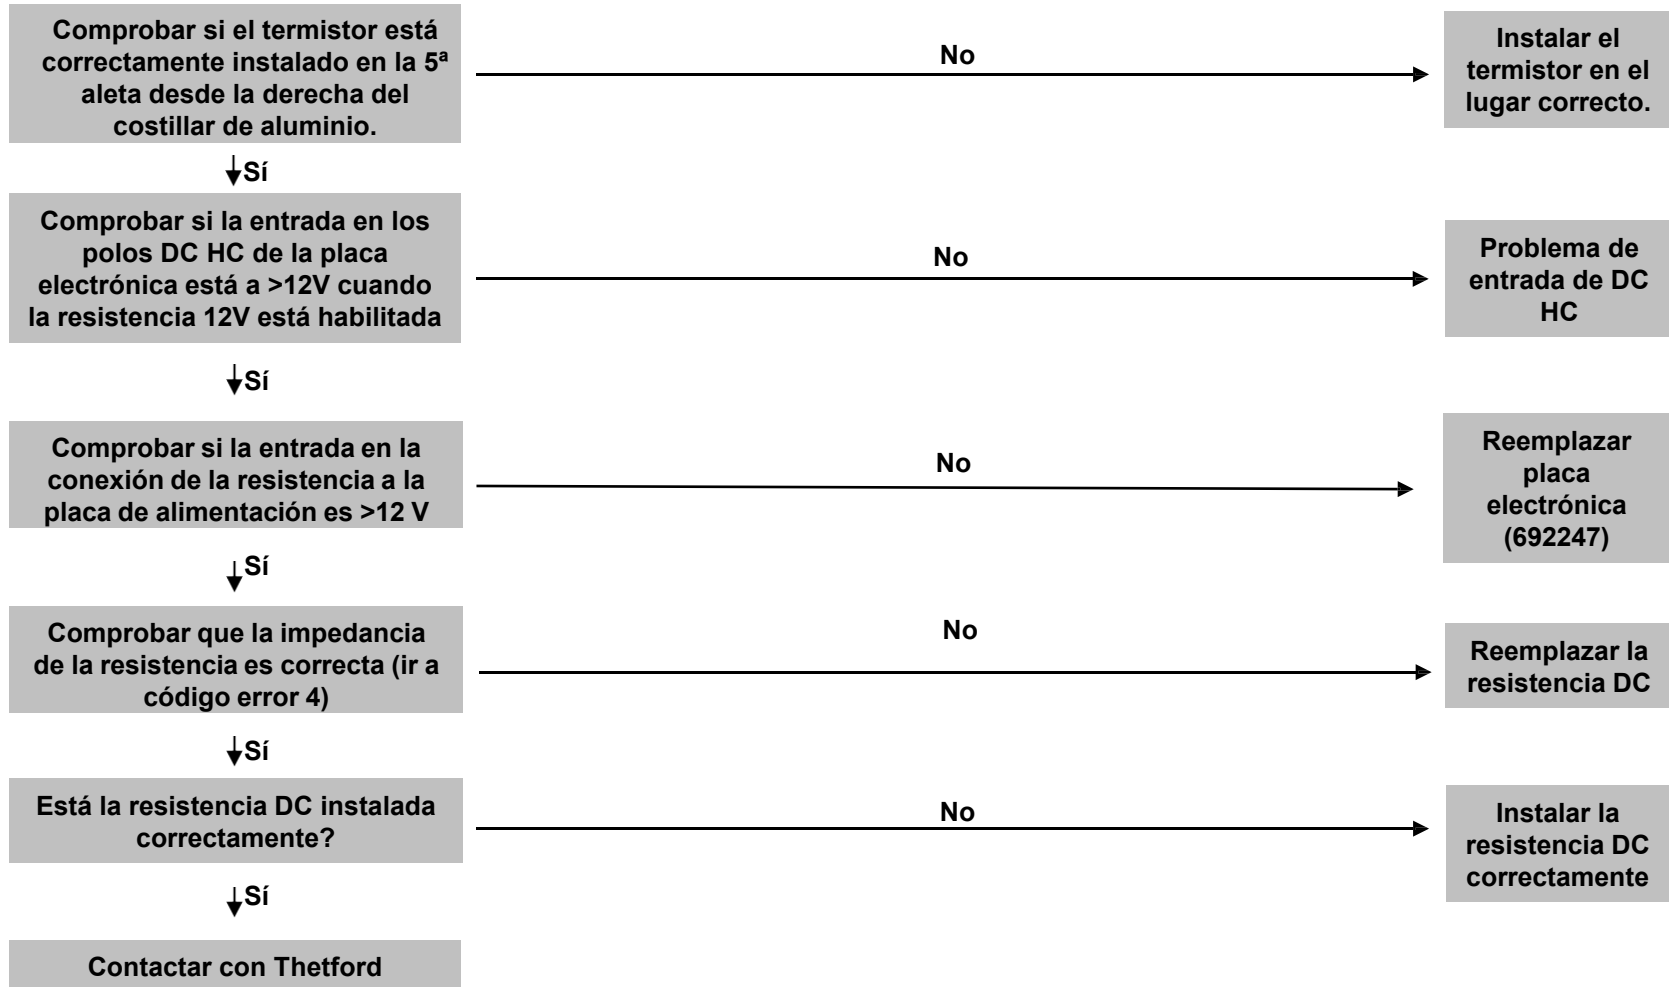 Comprobar si el termistor está
correctamente instalado en la 5ª
aleta desde la derecha del
costillar de aluminio.
No
Instalar el
termistor en el
lugar correcto.
Sí
Comprobar si la entrada en los
polos DC HC de la placa
electrónica está a >12V cuando
la resistencia 12V está habilitada
No
Problema de
entrada de DC
HC
Sí
Comprobar si la entrada en la
conexión de la resistencia a la
placa de alimentación es >12 V
No
Reemplazar
placa
electrónica
(692247)
Sí
Comprobar que la impedancia
de la resistencia es correcta (ir a
código error 4)
No
Reemplazar la
resistencia DC
Sí
Está la resistencia DC instalada
correctamente?
No
Instalar la
resistencia DC
correctamente
Sí
Contactar con Thetford